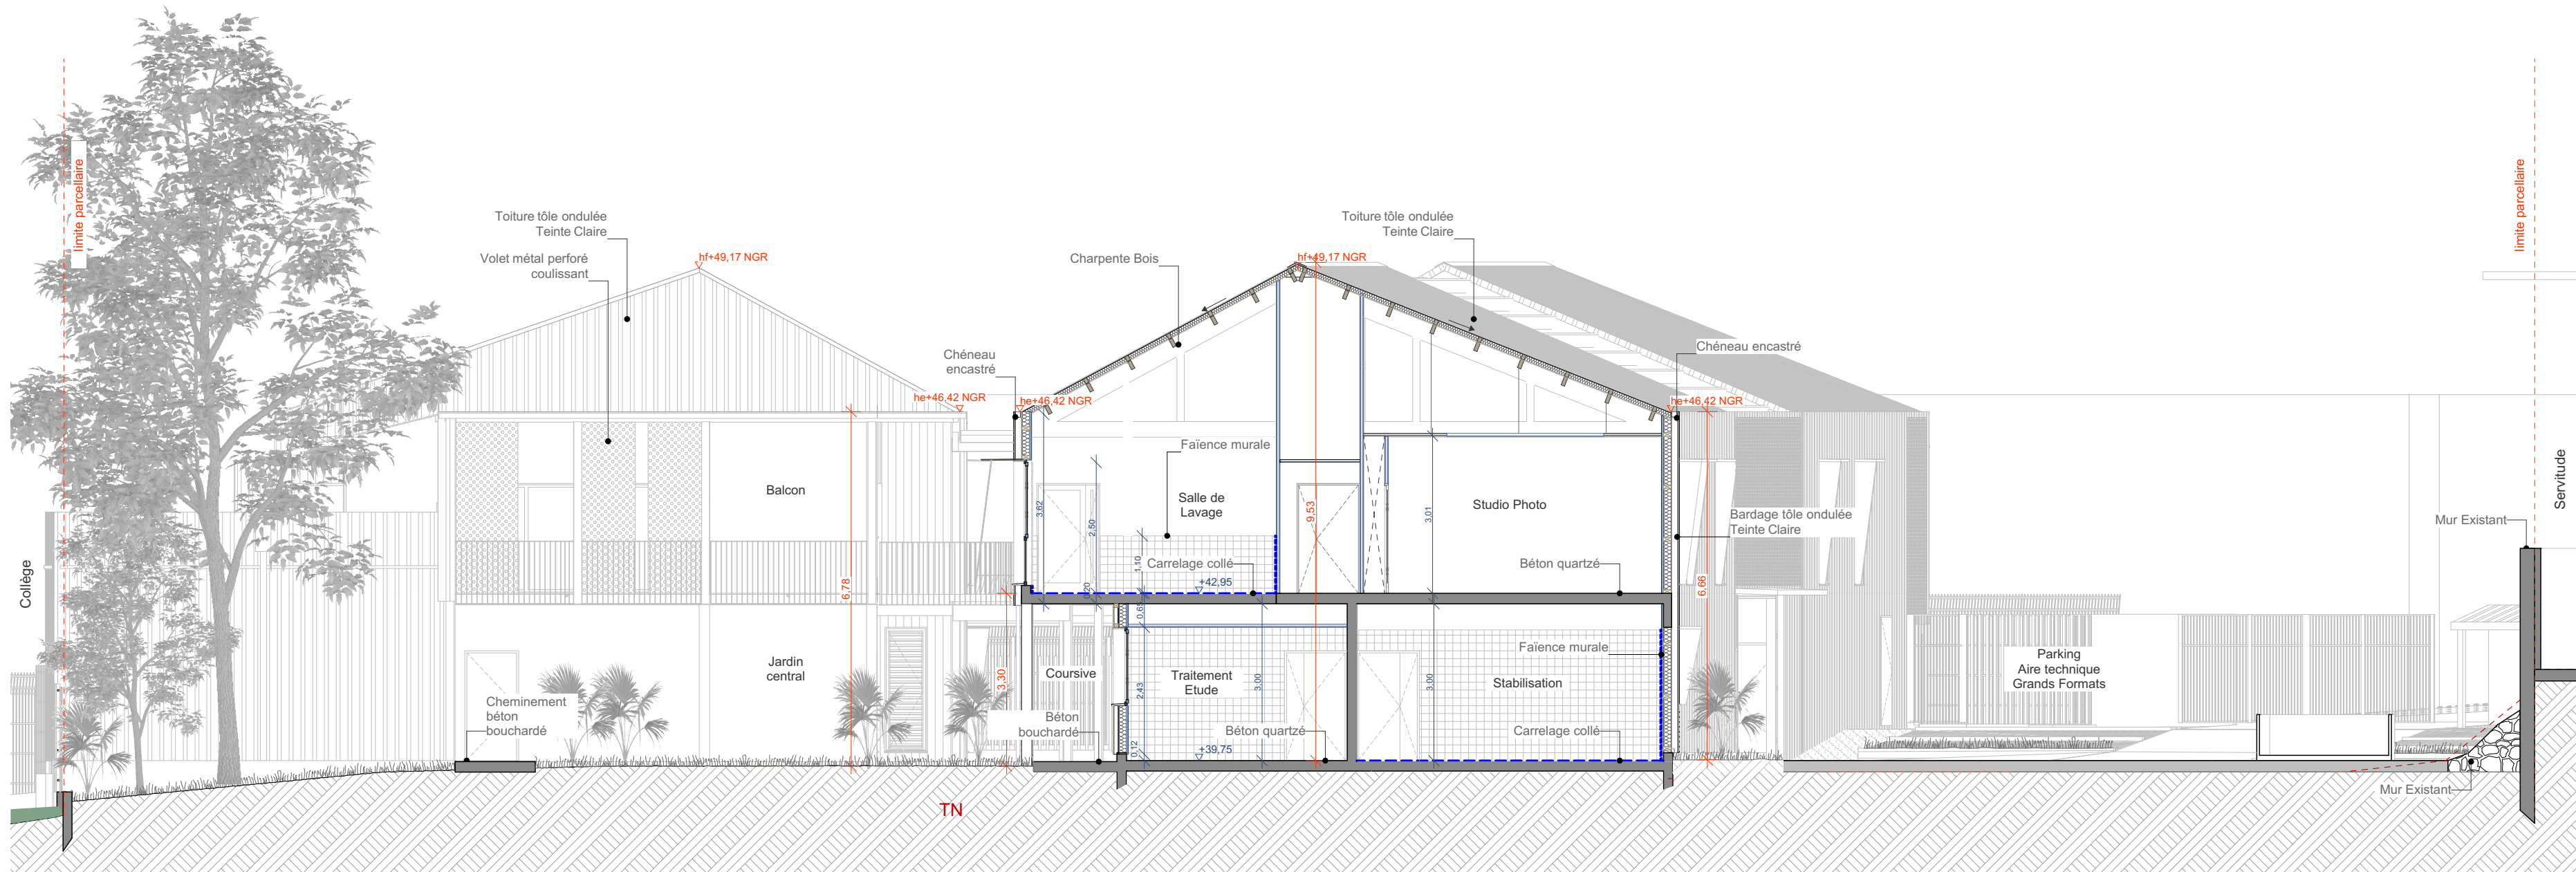 limite parcellaire
Collège
Toiture tôle ondulée
Teinte Claire
Volet métal perforé
coulissant
hf+49,17 NGR
Balcon
6,78
Jardin
central
Cheminement
béton
bouchardé
TN
Chéneau
encastré
he+46,42 NGR
he+46,42 NGR
3,30
Charpente Bois
Toiture tôle ondulée
Teinte Claire
hf+49,17 NGR
3,62
2,50
Faïence murale
Salle de
Lavage
1,10
0,20
Carrelage collé
+42,95
9,53
3,01
Studio Photo
Béton quartzé
Coursive
Béton
bouchardé
2,43
0,12
Traitement
Etude
3,00
Béton quartzé
+39,75
3,00
Faïence murale
Stabilisation
Carrelage collé
Chéneau encastré
he+46,42 NGR
Bardage tôle ondulée
Teinte Claire
6,66
Parking
Aire technique
Grands Formats
limite parcellaire
Servitude
Mur Existant
Mur Existant